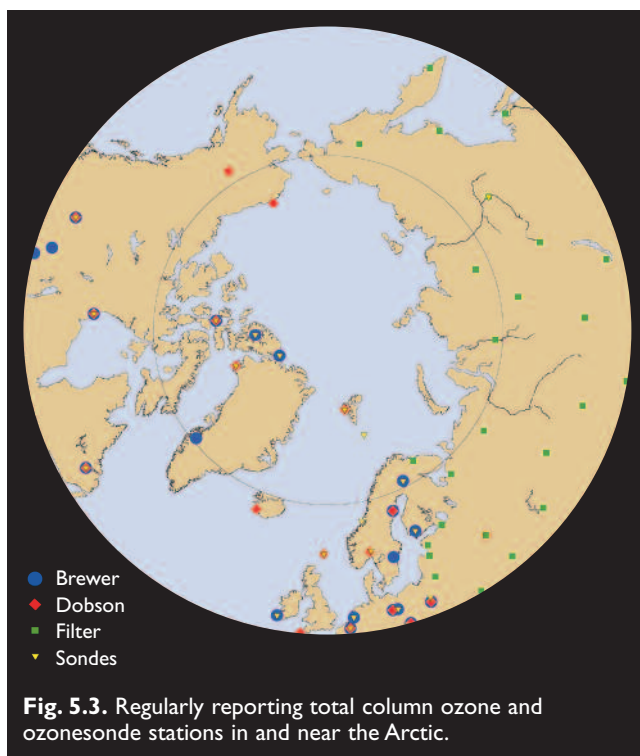 Brewer
Dobson
Filter
Sondes
Fig. 5.3. Regularly reporting total column ozone and
ozonesonde stations in and near the Arctic.